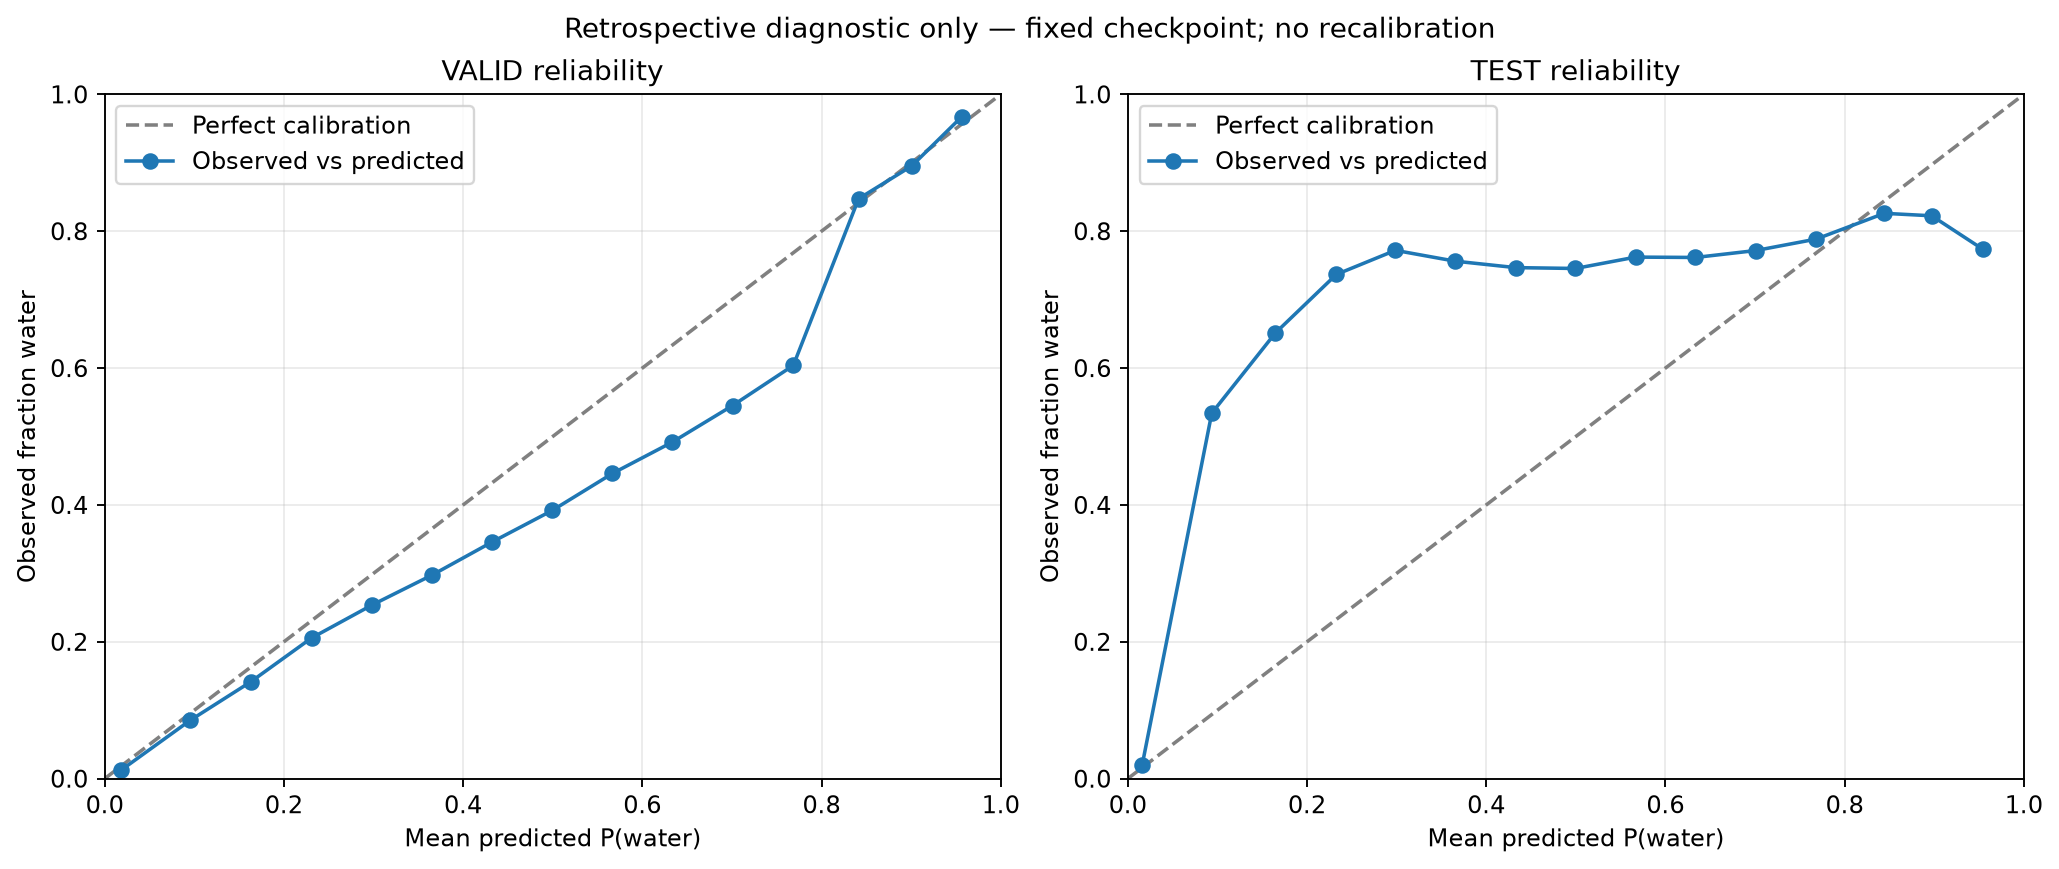 Retrospective diagnostic only — fixed checkpoint; no recalibration
VALID reliability
Perfect calibration
Observed vs predicted
Observed fraction water
1.0
0.8
0.6
0.4
0.2
0.0
0.0 0.2 0.4 0.6 0.8 1.0
Mean predicted P(water)
TEST reliability
Perfect calibration
Observed vs predicted
Observed fraction water
1.0
0.8
0.6
0.4
0.2
0.0
0.0 0.2 0.4 0.6 0.8 1.0
Mean predicted P(water)